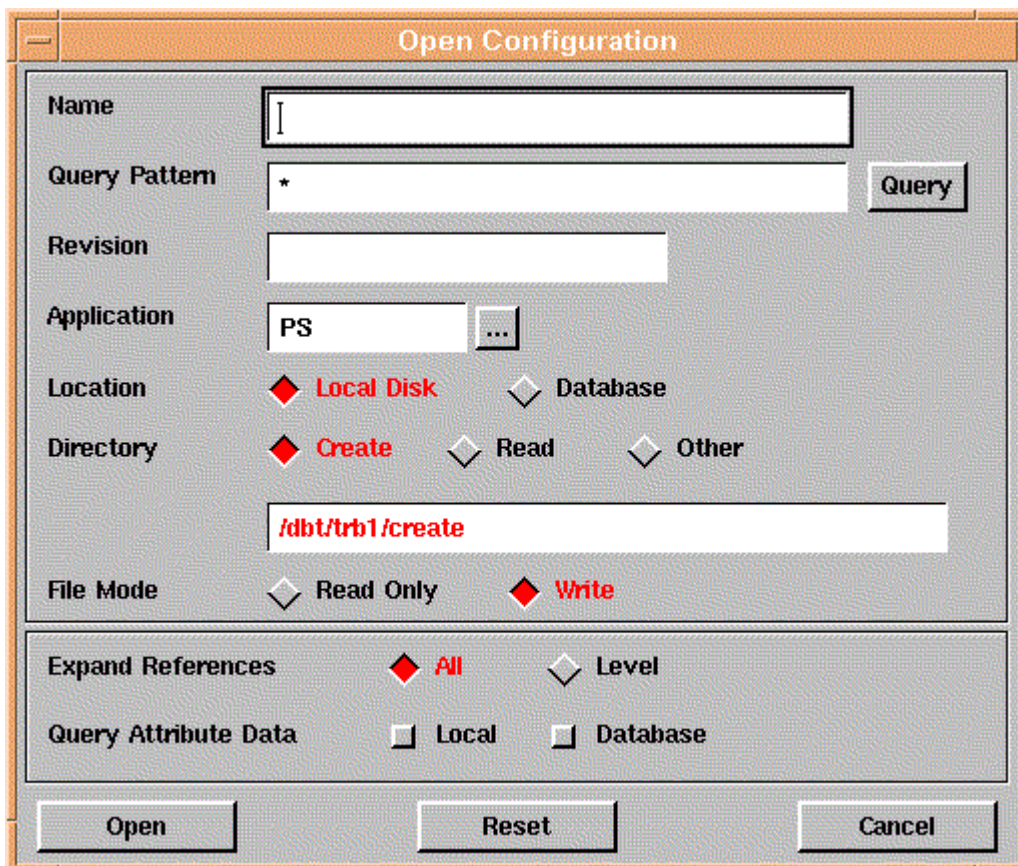 Open Configuration
Name
Query Pattern * Query
Revision
Application PS ...
Location Local Disk Database
Directory Create Read Other
/dbt/trb1/create
File Mode Read Only Write
Expand References All Level
Query Attribute Data Local Database
Open Reset Cancel